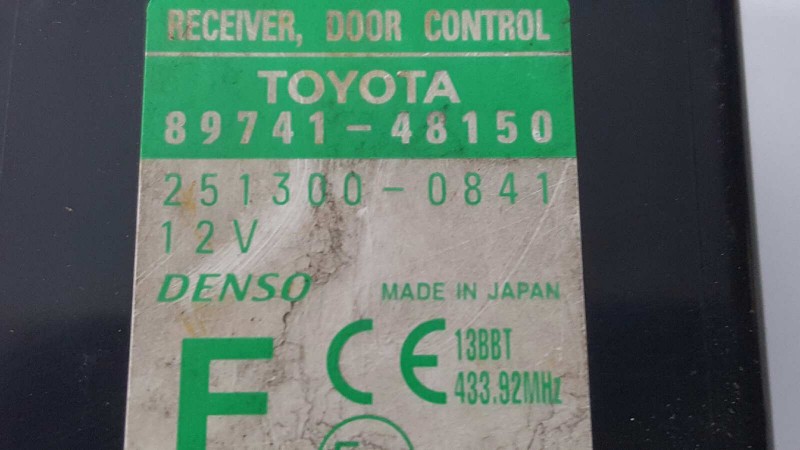 RECEIVER, DOOR CONTROL
TOYOTA
89741-48150
251300-0841
12V
DENSO MADE IN JAPAN
F CE 13BBT
433.92MHz